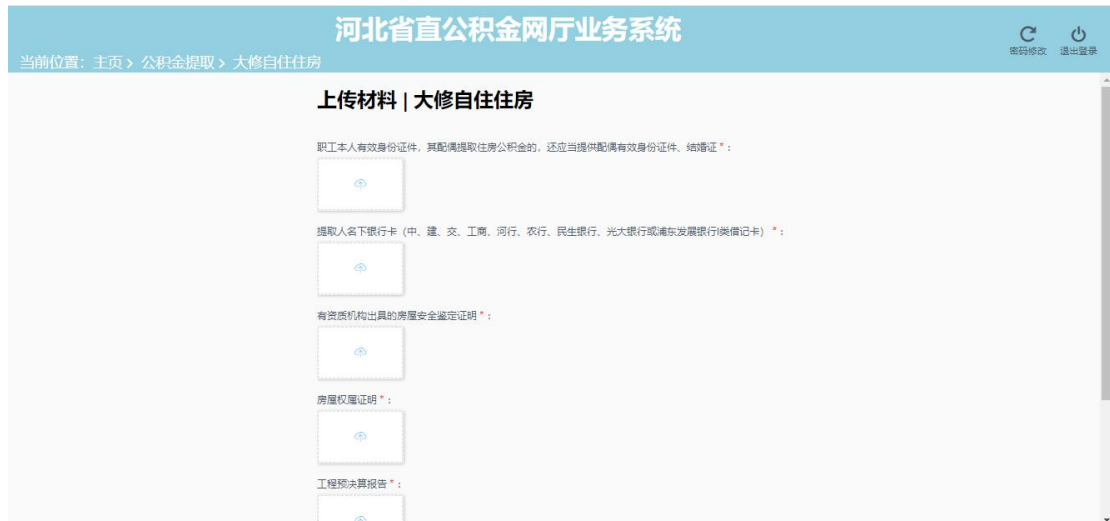 河北省直公积金网厅业务系统
密码修改 退出登录
当前位置：主页 > 公积金提取 > 大修自住住房
上传材料 | 大修自住住房
职工本人有效身份证件，其配偶提取住房公积金的，还应当提供配偶有效身份证件、结婚证 *：
提取人名下银行卡（中、建、交、工商、河行、农行、民生银行、光大银行或浦东发展银行I类借记卡） *：
有资质机构出具的房屋安全鉴定证明 *：
房屋权属证明 *：
工程预决算报告 *：